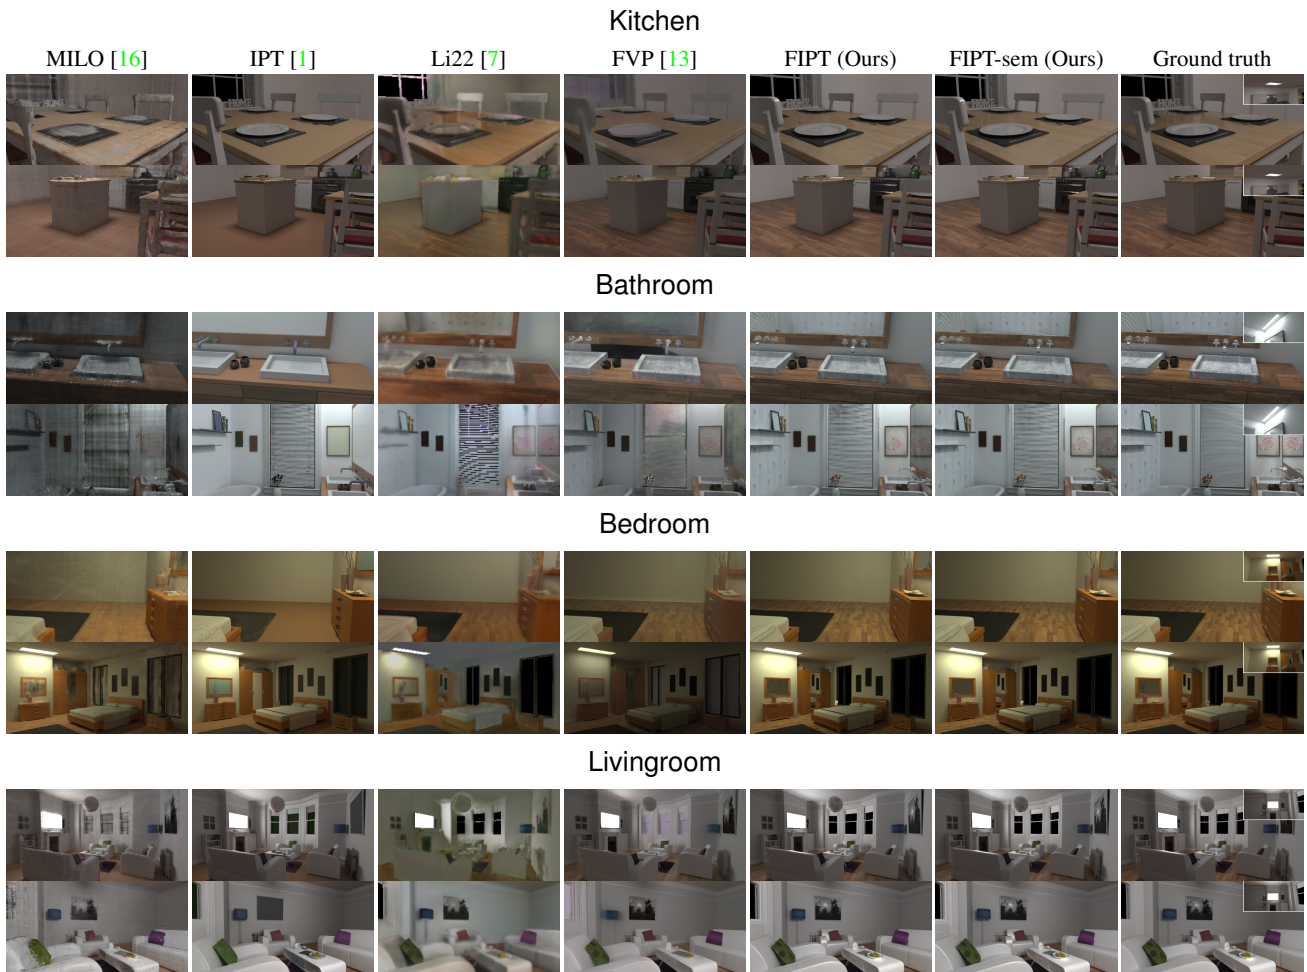 Kitchen
MILO [16] IPT [1] Li22 [7] FVP [13] FIPT (Ours) FIPT-sem (Ours) Ground truth
Bathroom
Bedroom
Livingroom